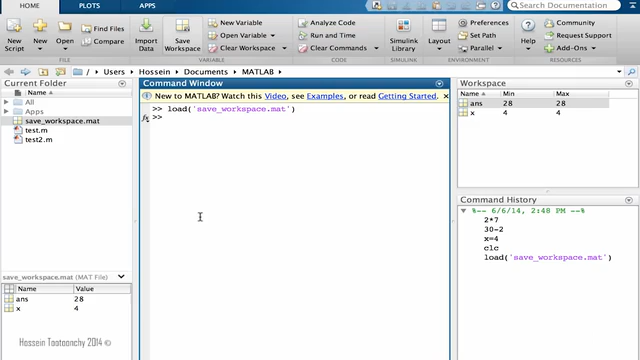 HOME PLOTS APPS Search Documentation
New Script New Open Find Files Compare Import Data Save Workspace New Variable Open Variable Clear Workspace Analyze Code Run and Time Clear Commands Simulink Library Layout Preferences Set Path Parallel Help Community Request Support Add-Ons
FILE VARIABLE CODE SIMULINK ENVIRONMENT RESOURCES
/ Users Hossein Documents MATLAB
Current Folder
Name
All
Apps
save_workspace.mat
test.m
test2.m
save_workspace.mat (MAT File)
Name Value
ans 28
x 4
Command Window
New to MATLAB? Watch this Video, see Examples, or read Getting Started.
>> load('save_workspace.mat')
fx >>
Workspace
Name Min Max
ans 28 28
x 4 4
Command History
%-- 6/6/14, 2:48 PM --%
2*7
30-2
x=4
clc
load('save_workspace.mat')
Hossein Tootoonchy 2014 ©